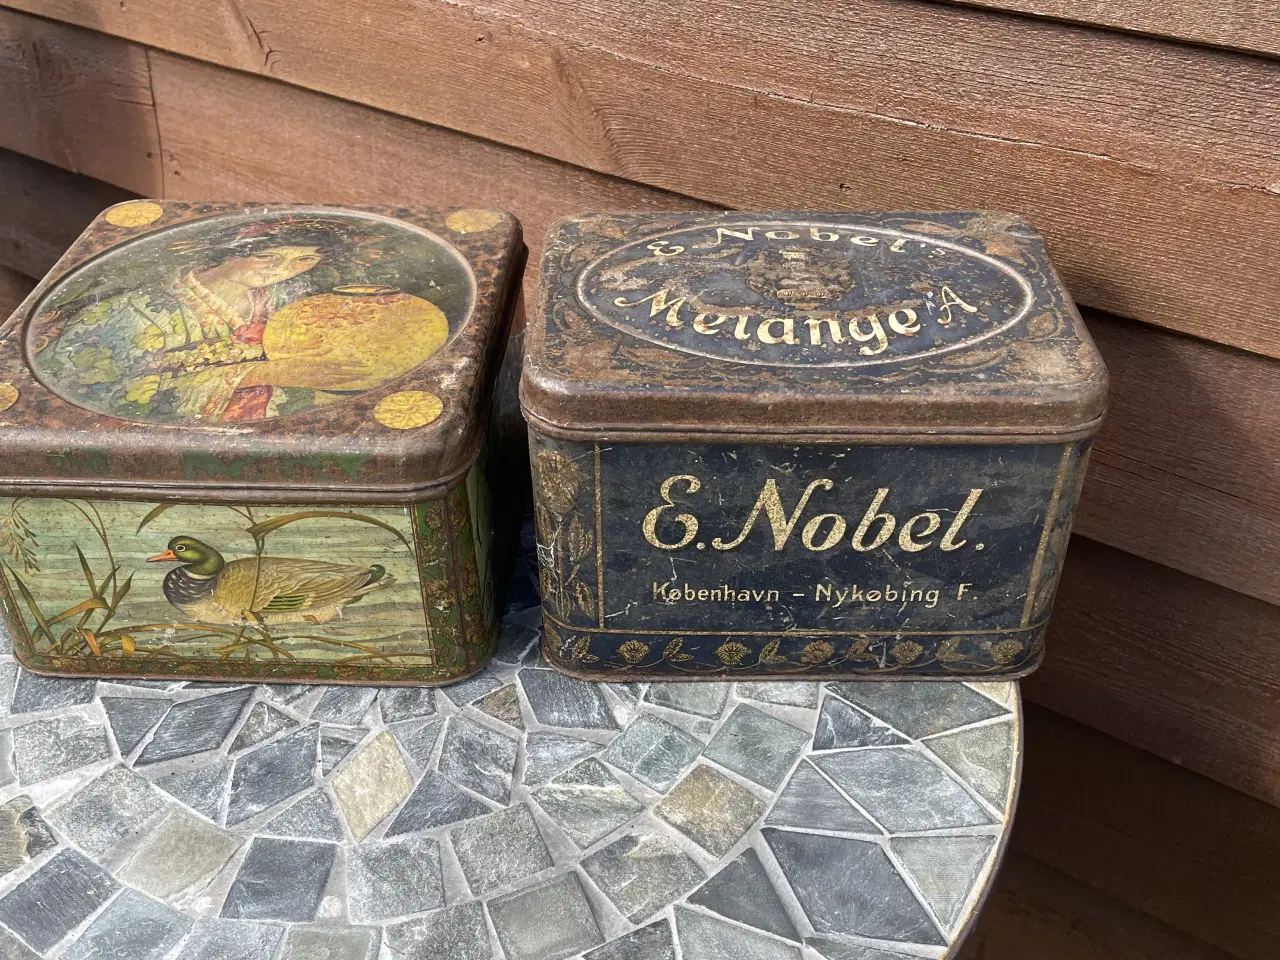 E. Nobel's
Melange A
E. Nobel.
København - Nykøbing F.